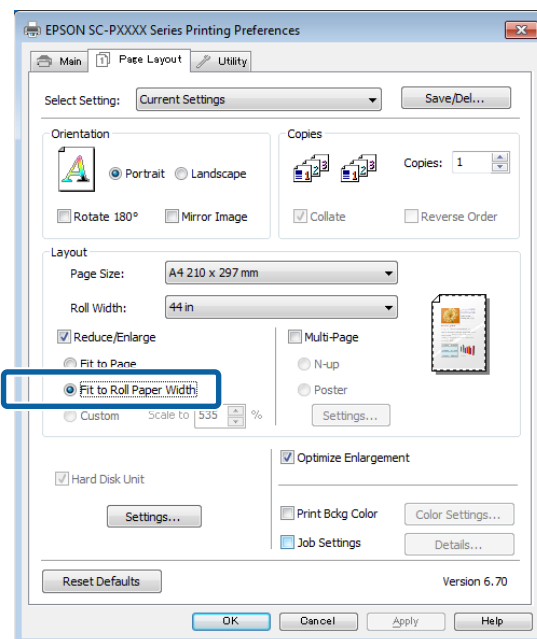 EPSON SC-PXXXX Series Printing Preferences
Main Page Layout Utility
Select Setting: Current Settings Save/Del...
Orientation
Portrait Landscape
Rotate 180° Mirror Image
Copies
Copies: 1
Collate Reverse Order
Layout
Page Size: A4 210 x 297 mm
Roll Width: 44 in
Reduce/Enlarge
Fit to Page
Fit to Roll Paper Width
Custom Scale to 535 %
Multi-Page
N-up
Poster
Settings...
Optimize Enlargement
Hard Disk Unit
Settings...
Print Bckg Color Color Settings...
Job Settings Details...
Reset Defaults Version 6.70
OK Cancel Apply Help